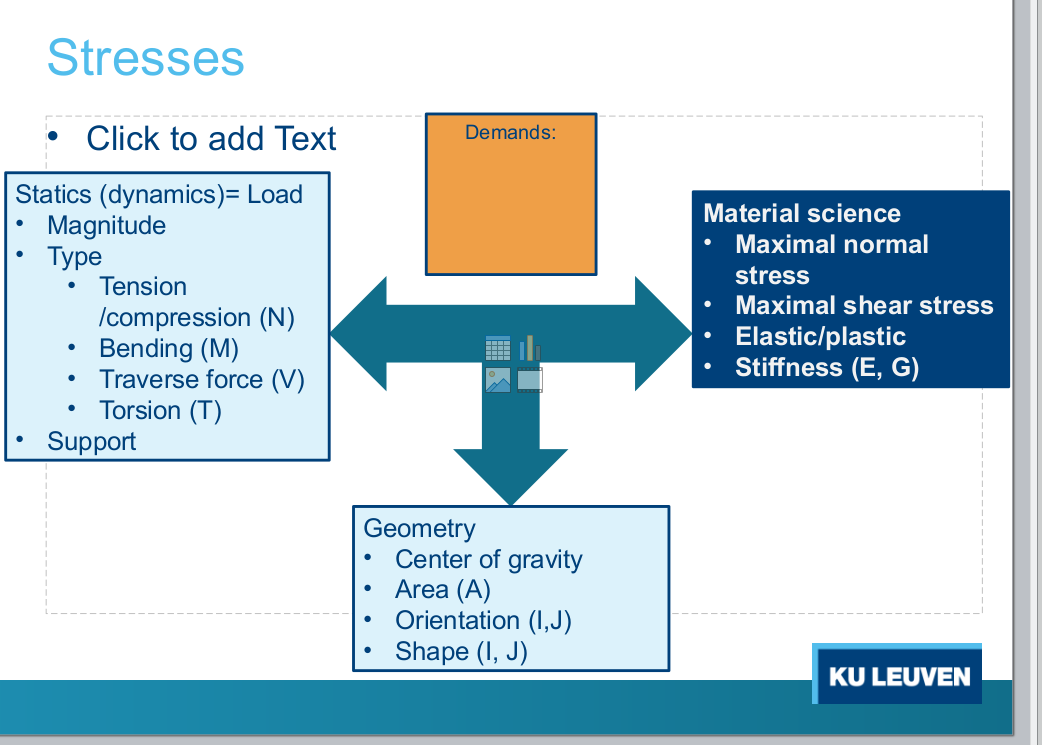 Stresses
• Click to add Text
Demands:
Statics (dynamics)= Load
• Magnitude
• Type
• Tension
/compression (N)
• Bending (M)
• Traverse force (V)
• Torsion (T)
• Support
Material science
• Maximal normal
stress
• Maximal shear stress
• Elastic/plastic
• Stiffness (E, G)
Geometry
• Center of gravity
• Area (A)
• Orientation (I,J)
• Shape (I, J)
KU LEUVEN